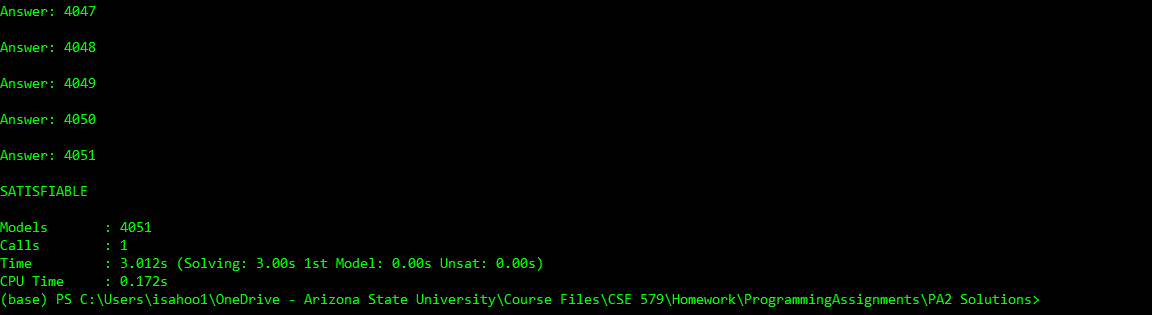 Answer: 4047
Answer: 4048
Answer: 4049
Answer: 4050
Answer: 4051
SATISFIABLE
Models       : 4051
Calls        : 1
Time         : 3.012s (Solving: 3.00s 1st Model: 0.00s Unsat: 0.00s)
CPU Time     : 0.172s
(base) PS C:\Users\isahoo1\OneDrive - Arizona State University\Course Files\CSE 579\Homework\ProgrammingAssignments\PA2 Solutions>